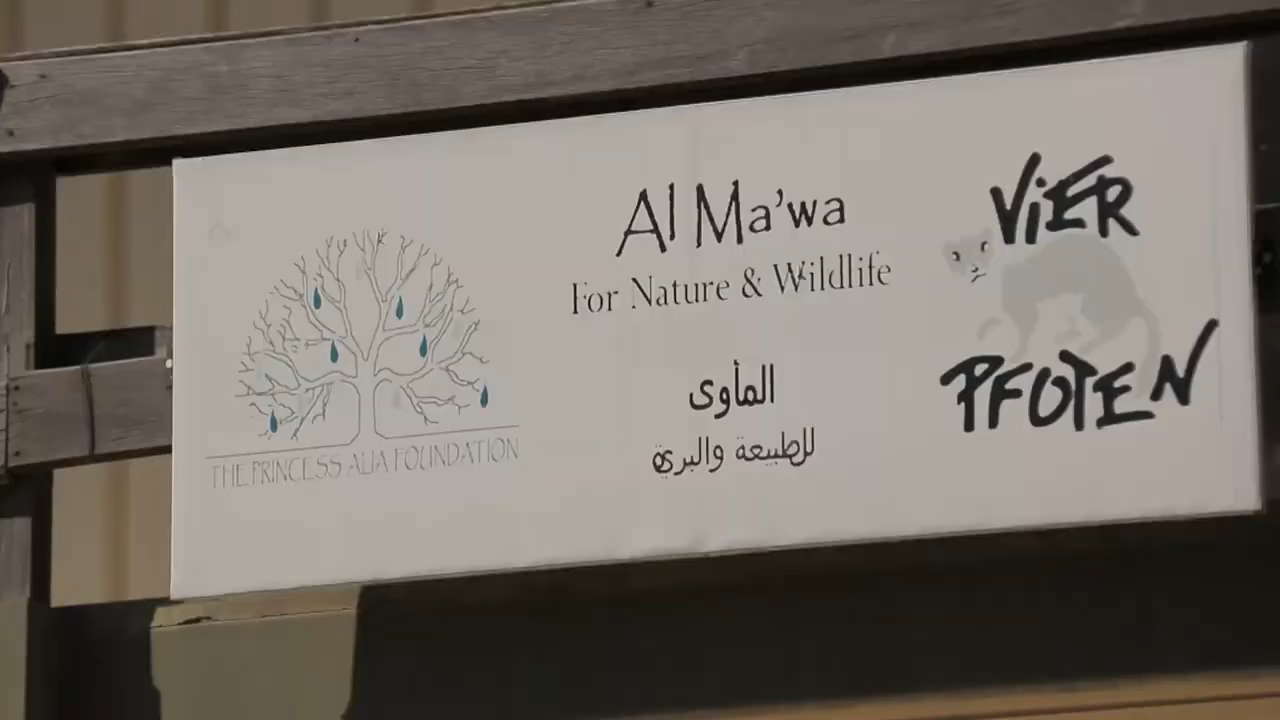 THE PRINCESS ALIA FOUNDATION
Al Ma'wa
For Nature & Wildlife
المأوى
للطبيعة والبرية
ViER
PFOTEN